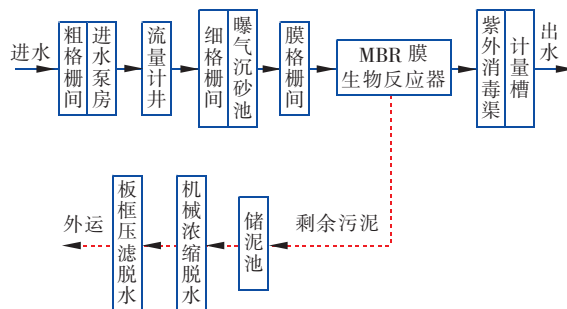 进水
粗格栅间
进水泵房
流量计井
细格栅间
曝气沉砂池
膜格栅间
MBR 膜
生物反应器
紫外消毒渠
计量槽
出水
外运
板框压滤脱水
机械浓缩脱水
储泥池
剩余污泥